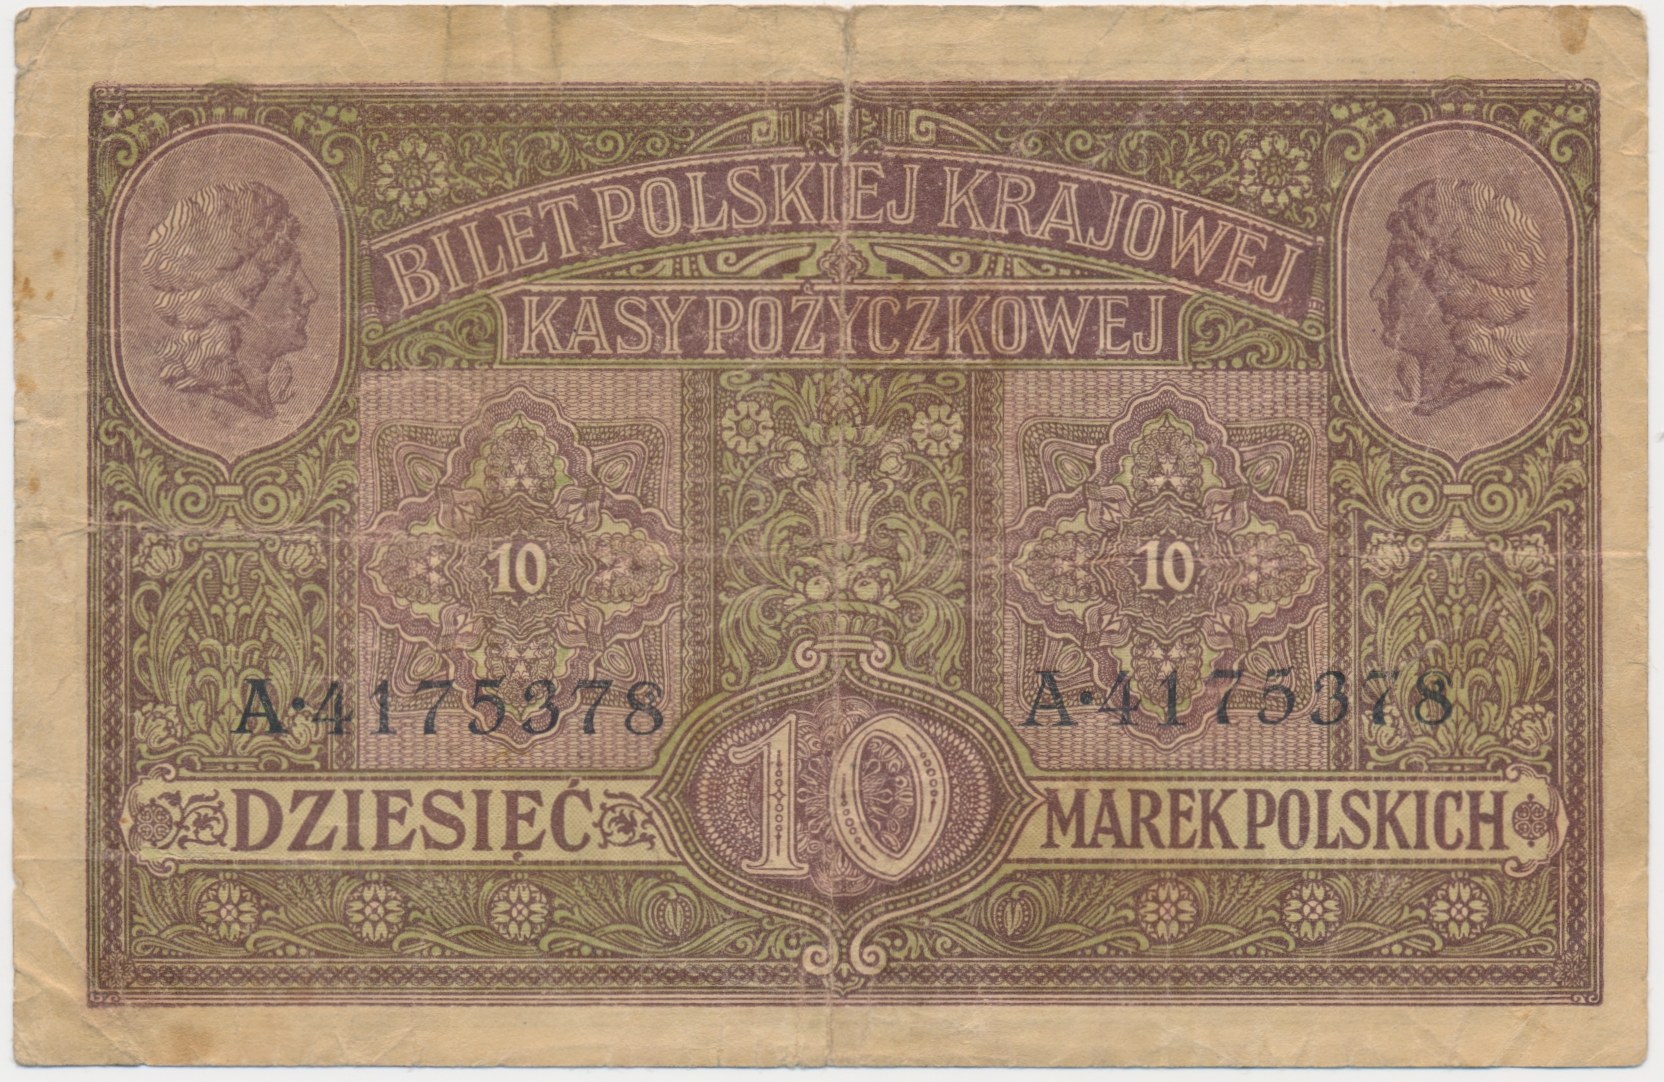 BILET POLSKIEJ KRAJOWEJ
KASY POŻYCZKOWEJ
10 10
A·4175378 A·4175378
DZIESIĘĆ 10 MAREK POLSKICH